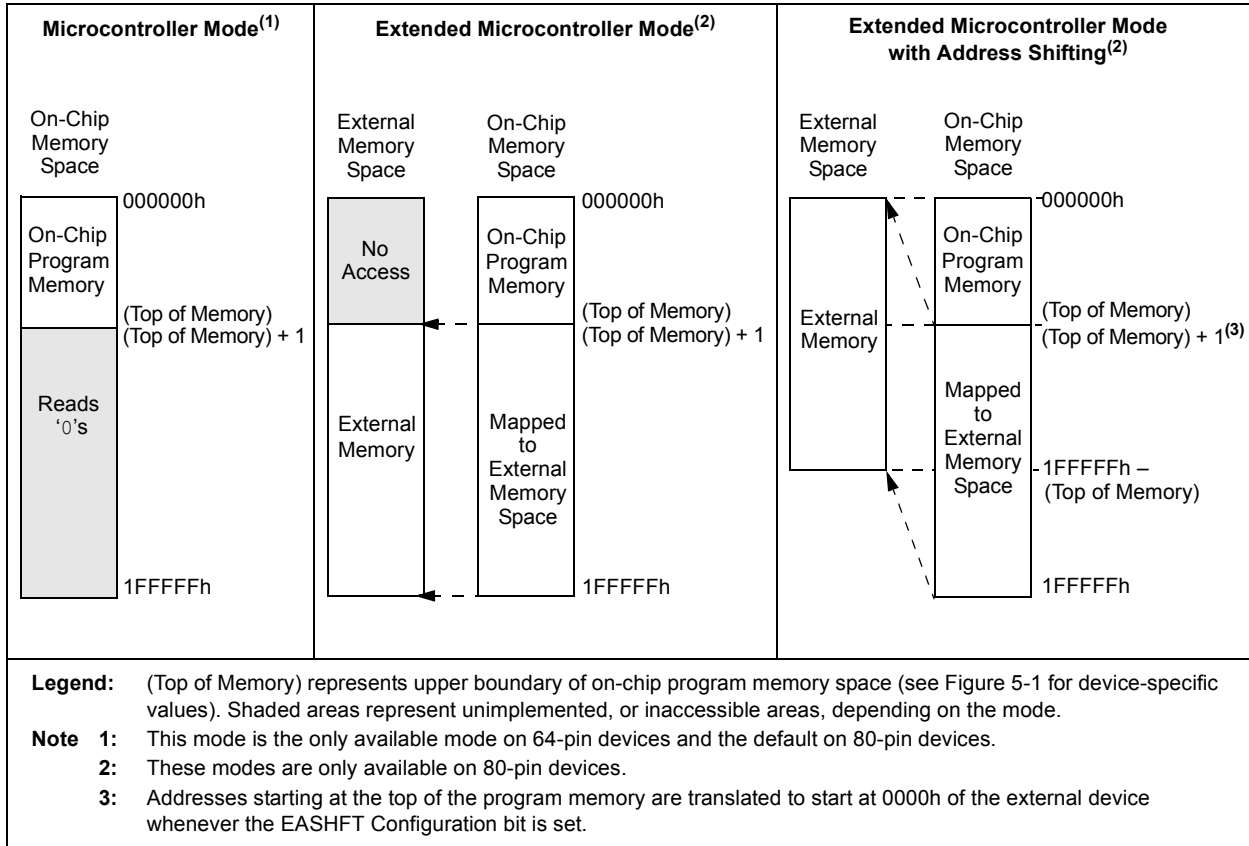 Microcontroller Mode(1)
On-Chip
Memory
Space
000000h
On-Chip
Program
Memory
(Top of Memory)
(Top of Memory) + 1
Reads
‘0’s
1FFFFFh
Extended Microcontroller Mode(2)
External
Memory
Space
On-Chip
Memory
Space
000000h
No
Access
On-Chip
Program
Memory
(Top of Memory)
(Top of Memory) + 1
External
Memory
Mapped
to
External
Memory
Space
1FFFFFh
Extended Microcontroller Mode
with Address Shifting(2)
External
Memory
Space
On-Chip
Memory
Space
000000h
On-Chip
Program
Memory
External
Memory
(Top of Memory)
(Top of Memory) + 1(3)
Mapped
to
External
Memory
Space
1FFFFFh –
(Top of Memory)
1FFFFFh
Legend: (Top of Memory) represents upper boundary of on-chip program memory space (see Figure 5-1 for device-specific
values). Shaded areas represent unimplemented, or inaccessible areas, depending on the mode.
Note 1: This mode is the only available mode on 64-pin devices and the default on 80-pin devices.
2: These modes are only available on 80-pin devices.
3: Addresses starting at the top of the program memory are translated to start at 0000h of the external device
whenever the EASHFT Configuration bit is set.